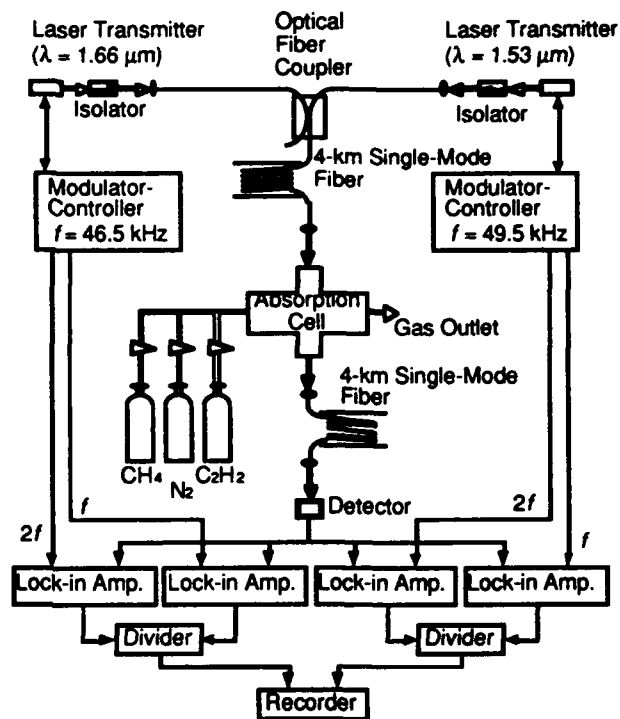 Laser Transmitter
(λ = 1.66 μm)
Optical
Fiber
Coupler
Laser Transmitter
(λ = 1.53 μm)
Isolator
Isolator
4-km Single-Mode
Fiber
Modulator-
Controller
f = 46.5 kHz
Modulator-
Controller
f = 49.5 kHz
Absorption
Cell
Gas Outlet
4-km Single-Mode
Fiber
CH4
N2
C2H2
Detector
2f
f
2f
f
Lock-in Amp.
Lock-in Amp.
Lock-in Amp.
Lock-in Amp.
Divider
Divider
Recorder